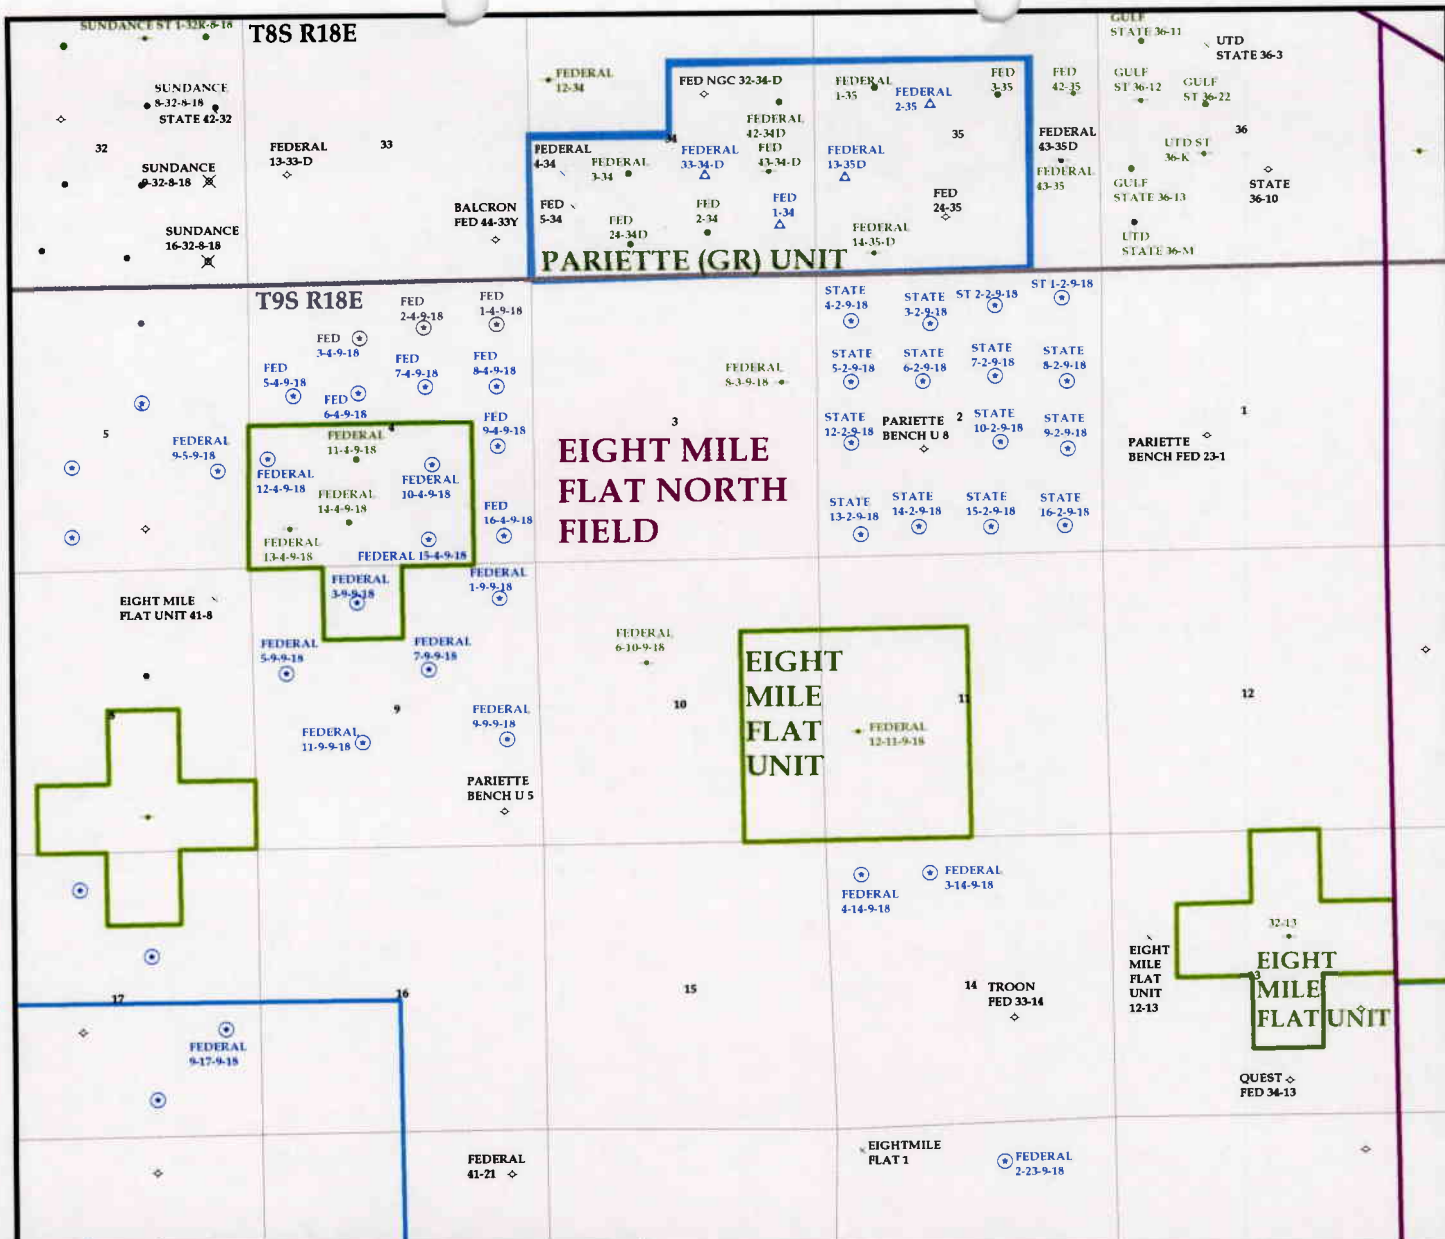 SUNDANCE ST 1-32R-8-18
T8S R18E
SUNDANCE
8-32-8-18
STATE 42-32
32
SUNDANCE
9-32-8-18
SUNDANCE
16-32-8-18
FEDERAL
13-33-D
33
BALCRON
FED 44-33Y
FEDERAL
12-34
FED NGC 32-34-D
FEDERAL
42-34D
34
FED
43-34-D
FEDERAL
4-34
FEDERAL
3-34
FEDERAL
33-34-D
FED
5-34
FED
24-34D
FED
2-34
FED
1-34
PARIETTE (GR) UNIT
FEDERAL
1-35
FEDERAL
2-35
FED
3-35
35
FEDERAL
13-35D
FED
24-35
FEDERAL
14-35-D
FED
42-35
FEDERAL
43-35D
FEDERAL
43-35
GULF
STATE 36-11
UTD
STATE 36-3
GULF
ST 36-12
GULF
ST 36-22
36
UTD ST
36-K
GULF
STATE 36-13
STATE
36-10
UTD
STATE 36-M
T9S R18E
FED
2-4-9-18
FED
1-4-9-18
FED
3-4-9-18
FED
5-4-9-18
FED
7-4-9-18
FED
8-4-9-18
FED
6-4-9-18
FED
9-4-9-18
5
FEDERAL
9-5-9-18
4
FEDERAL
11-4-9-18
FEDERAL
12-4-9-18
FEDERAL
10-4-9-18
FEDERAL
14-4-9-18
FEDERAL
13-4-9-18
FEDERAL 15-4-9-18
FED
16-4-9-18
FEDERAL
8-3-9-18
3
EIGHT MILE
FLAT NORTH
FIELD
STATE
4-2-9-18
STATE
3-2-9-18
ST 2-2-9-18
ST 1-2-9-18
STATE
5-2-9-18
STATE
6-2-9-18
STATE
7-2-9-18
STATE
8-2-9-18
STATE
12-2-9-18
PARIETTE
BENCH U 8
2
STATE
10-2-9-18
STATE
9-2-9-18
STATE
13-2-9-18
STATE
14-2-9-18
STATE
15-2-9-18
STATE
16-2-9-18
1
PARIETTE
BENCH FED 23-1
EIGHT MILE
FLAT UNIT 41-8
8
FEDERAL
3-9-9-18
FEDERAL
1-9-9-18
FEDERAL
5-9-9-18
FEDERAL
7-9-9-18
9
FEDERAL
11-9-9-18
FEDERAL
9-9-9-18
PARIETTE
BENCH U 5
FEDERAL
6-10-9-18
10
EIGHT
MILE
FLAT
UNIT
11
FEDERAL
12-11-9-18
12
FEDERAL
4-14-9-18
FEDERAL
3-14-9-18
17
16
15
14
TROON
FED 33-14
EIGHT
MILE
FLAT
UNIT
12-13
32-13
13
EIGHT
MILE
FLAT UNIT
QUEST
FED 34-13
FEDERAL
9-17-9-18
FEDERAL
41-21
EIGHTMILE
FLAT 1
FEDERAL
2-23-9-18